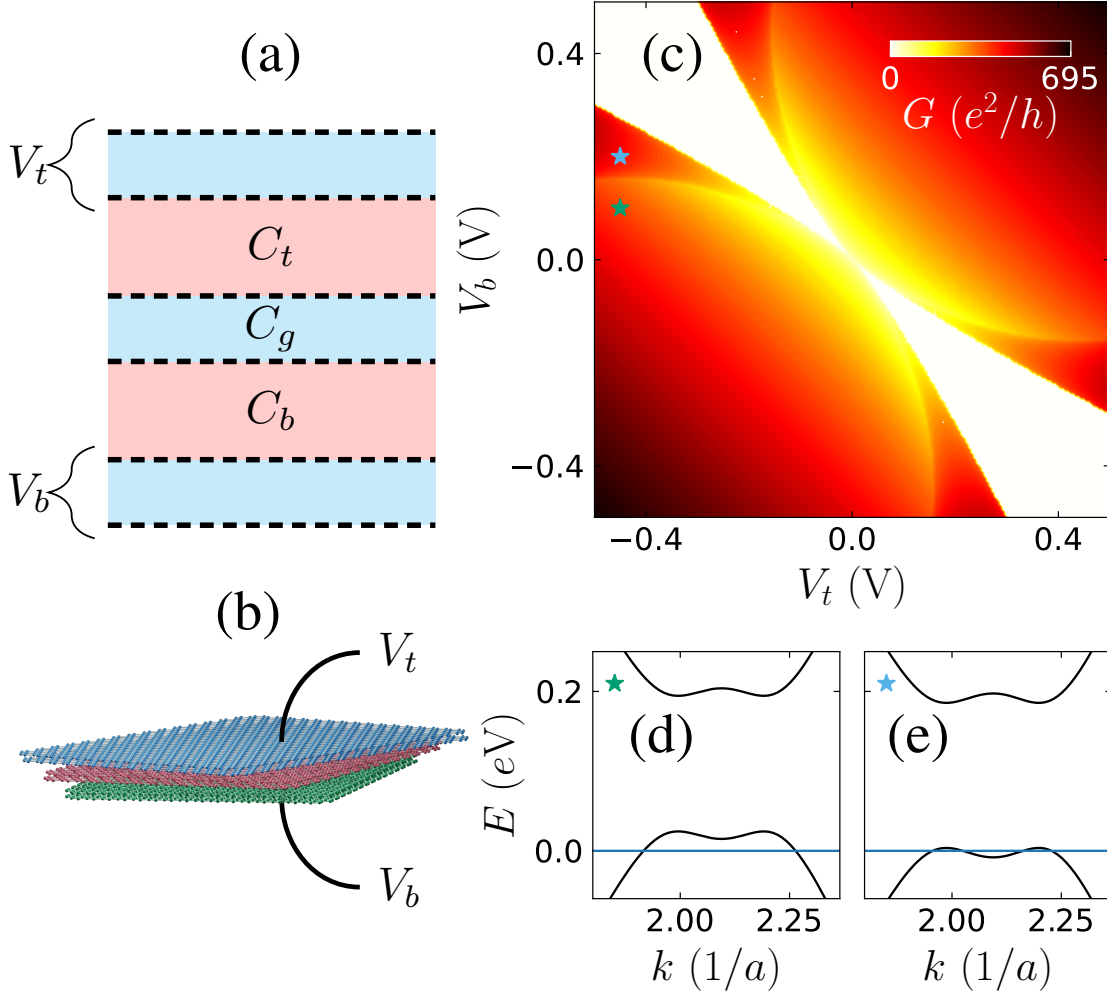 (a)
V_t
C_t
C_g
C_b
V_b
(c)
0 695
G (e²/h)
V_b (V)
0.4
0.0
−0.4
−0.4 0.0 0.4
V_t (V)
(b)
V_t
V_b
E (eV)
0.2
0.0
(d)
2.00 2.25
k (1/a)
(e)
2.00 2.25
k (1/a)